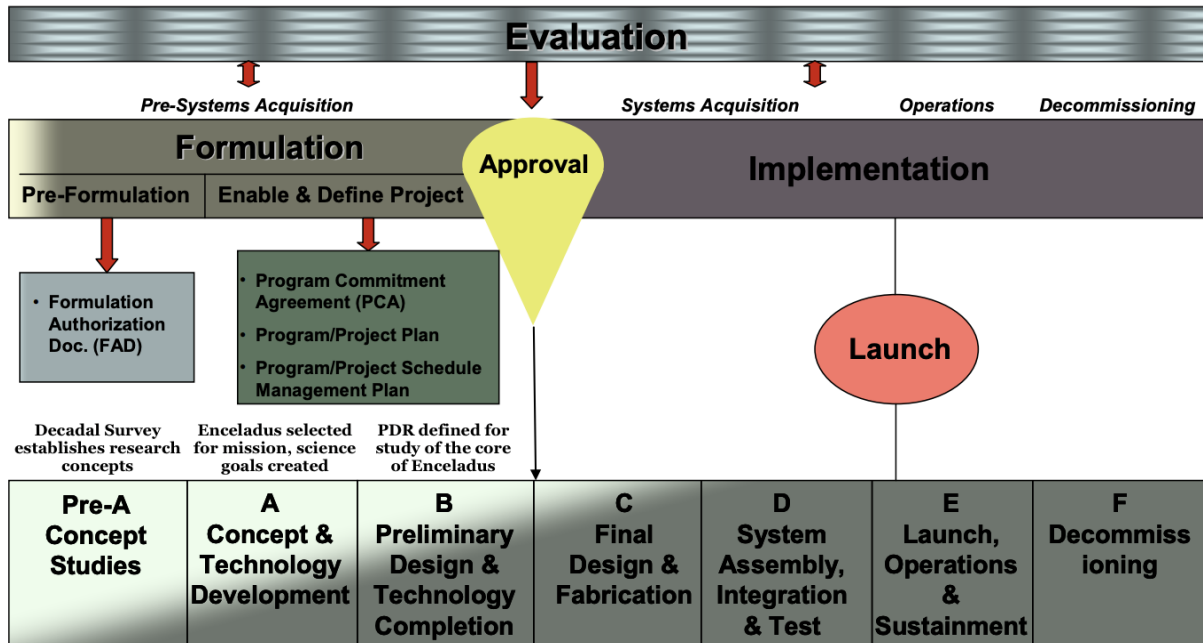 Evaluation
Pre-Systems Acquisition
Systems Acquisition
Operations
Decommissioning
Formulation
Approval
Implementation
Pre-Formulation
Enable & Define Project
• Formulation
Authorization
Doc. (FAD)
• Program Commitment
Agreement (PCA)
• Program/Project Plan
• Program/Project Schedule
Management Plan
Launch
Decadal Survey
establishes research
concepts
Enceladus selected
for mission, science
goals created
PDR defined for
study of the core
of Enceladus
Pre-A
Concept
Studies
A
Concept &
Technology
Development
B
Preliminary
Design &
Technology
Completion
C
Final
Design &
Fabrication
D
System
Assembly,
Integration
& Test
E
Launch,
Operations
&
Sustainment
F
Decommiss
ioning